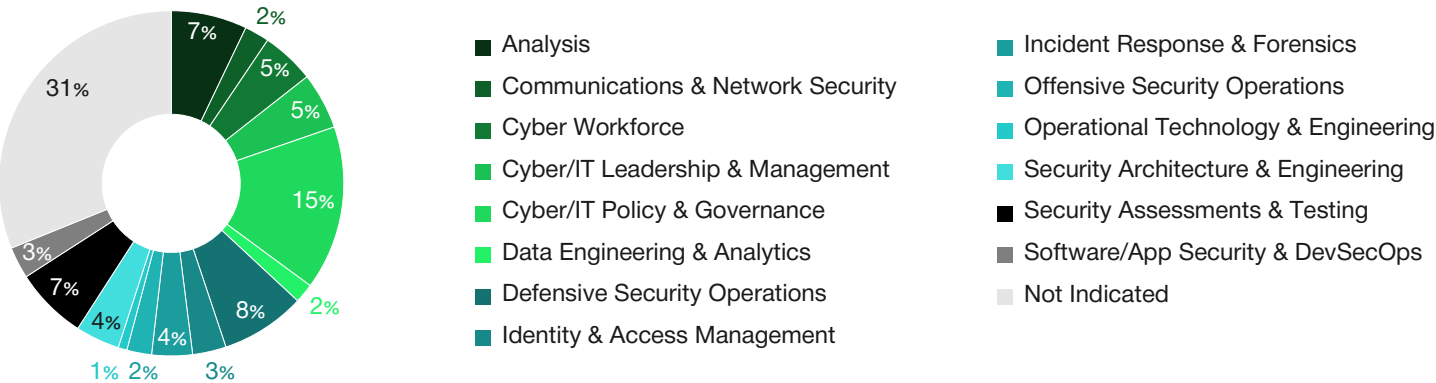 7%
2%
5%
5%
15%
2%
8%
3%
4%
2%
1%
4%
7%
3%
31%
Analysis
Communications & Network Security
Cyber Workforce
Cyber/IT Leadership & Management
Cyber/IT Policy & Governance
Data Engineering & Analytics
Defensive Security Operations
Identity & Access Management
Incident Response & Forensics
Offensive Security Operations
Operational Technology & Engineering
Security Architecture & Engineering
Security Assessments & Testing
Software/App Security & DevSecOps
Not Indicated